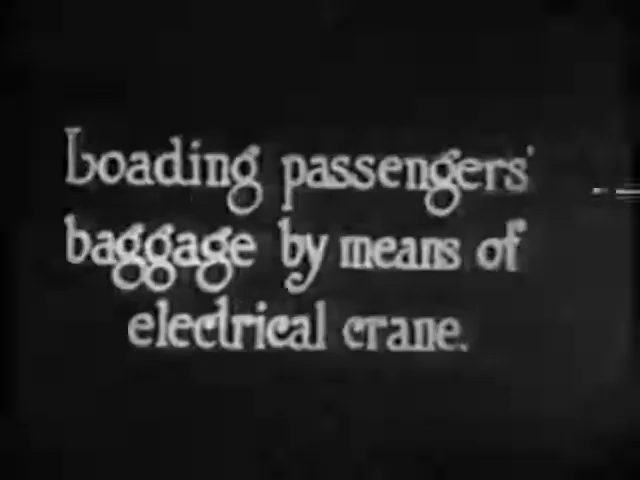 Loading passengers'
baggage by means of
electrical crane.